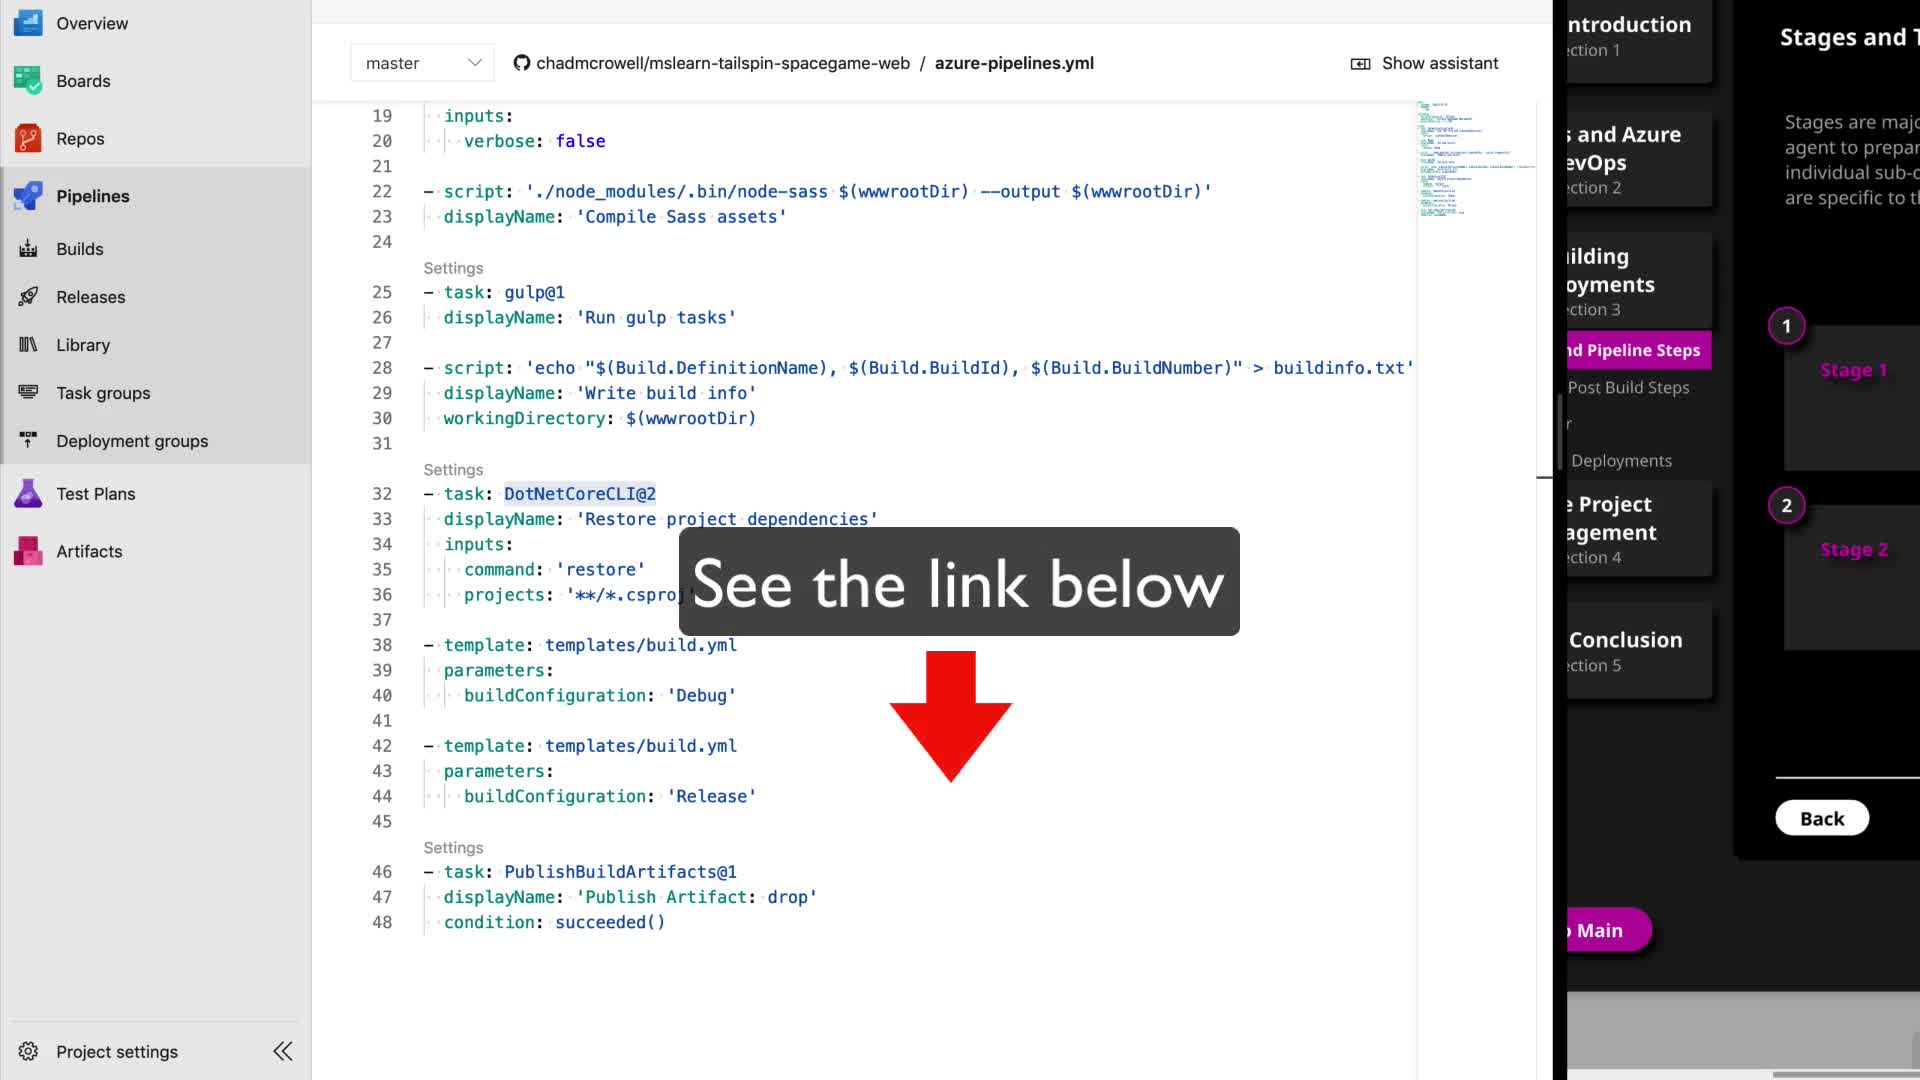 Overview
Boards
Repos
Pipelines
Builds
Releases
Library
Task groups
Deployment groups
Test Plans
Artifacts
Project settings
master
chadmcrowell/mslearn-tailspin-spacegame-web / azure-pipelines.yml
Show assistant
19 inputs:
20 verbose: false
21
22 - script: './node_modules/.bin/node-sass $(wwwrootDir) --output $(wwwrootDir)'
23 displayName: 'Compile Sass assets'
24
Settings
25 - task: gulp@1
26 displayName: 'Run gulp tasks'
27
28 - script: 'echo "$(Build.DefinitionName), $(Build.BuildId), $(Build.BuildNumber)" > buildinfo.txt'
29 displayName: 'Write build info'
30 workingDirectory: $(wwwrootDir)
31
Settings
32 - task: DotNetCoreCLI@2
33 displayName: 'Restore project dependencies'
34 inputs:
35 command: 'restore'
36 projects: '**/*.csproj'
37
38 - template: templates/build.yml
39 parameters:
40 buildConfiguration: 'Debug'
41
42 - template: templates/build.yml
43 parameters:
44 buildConfiguration: 'Release'
45
Settings
46 - task: PublishBuildArtifacts@1
47 displayName: 'Publish Artifact: drop'
48 condition: succeeded()
See the link below
ntroduction
ection 1
s and Azure
evOps
ection 2
ilding
oyments
ection 3
nd Pipeline Steps
Post Build Steps
r
Deployments
e Project
agement
ction 4
Conclusion
ection 5
o Main
Stages and T
Stages are majo
agent to prepar
individual sub-c
are specific to th
1
Stage 1
2
Stage 2
Back